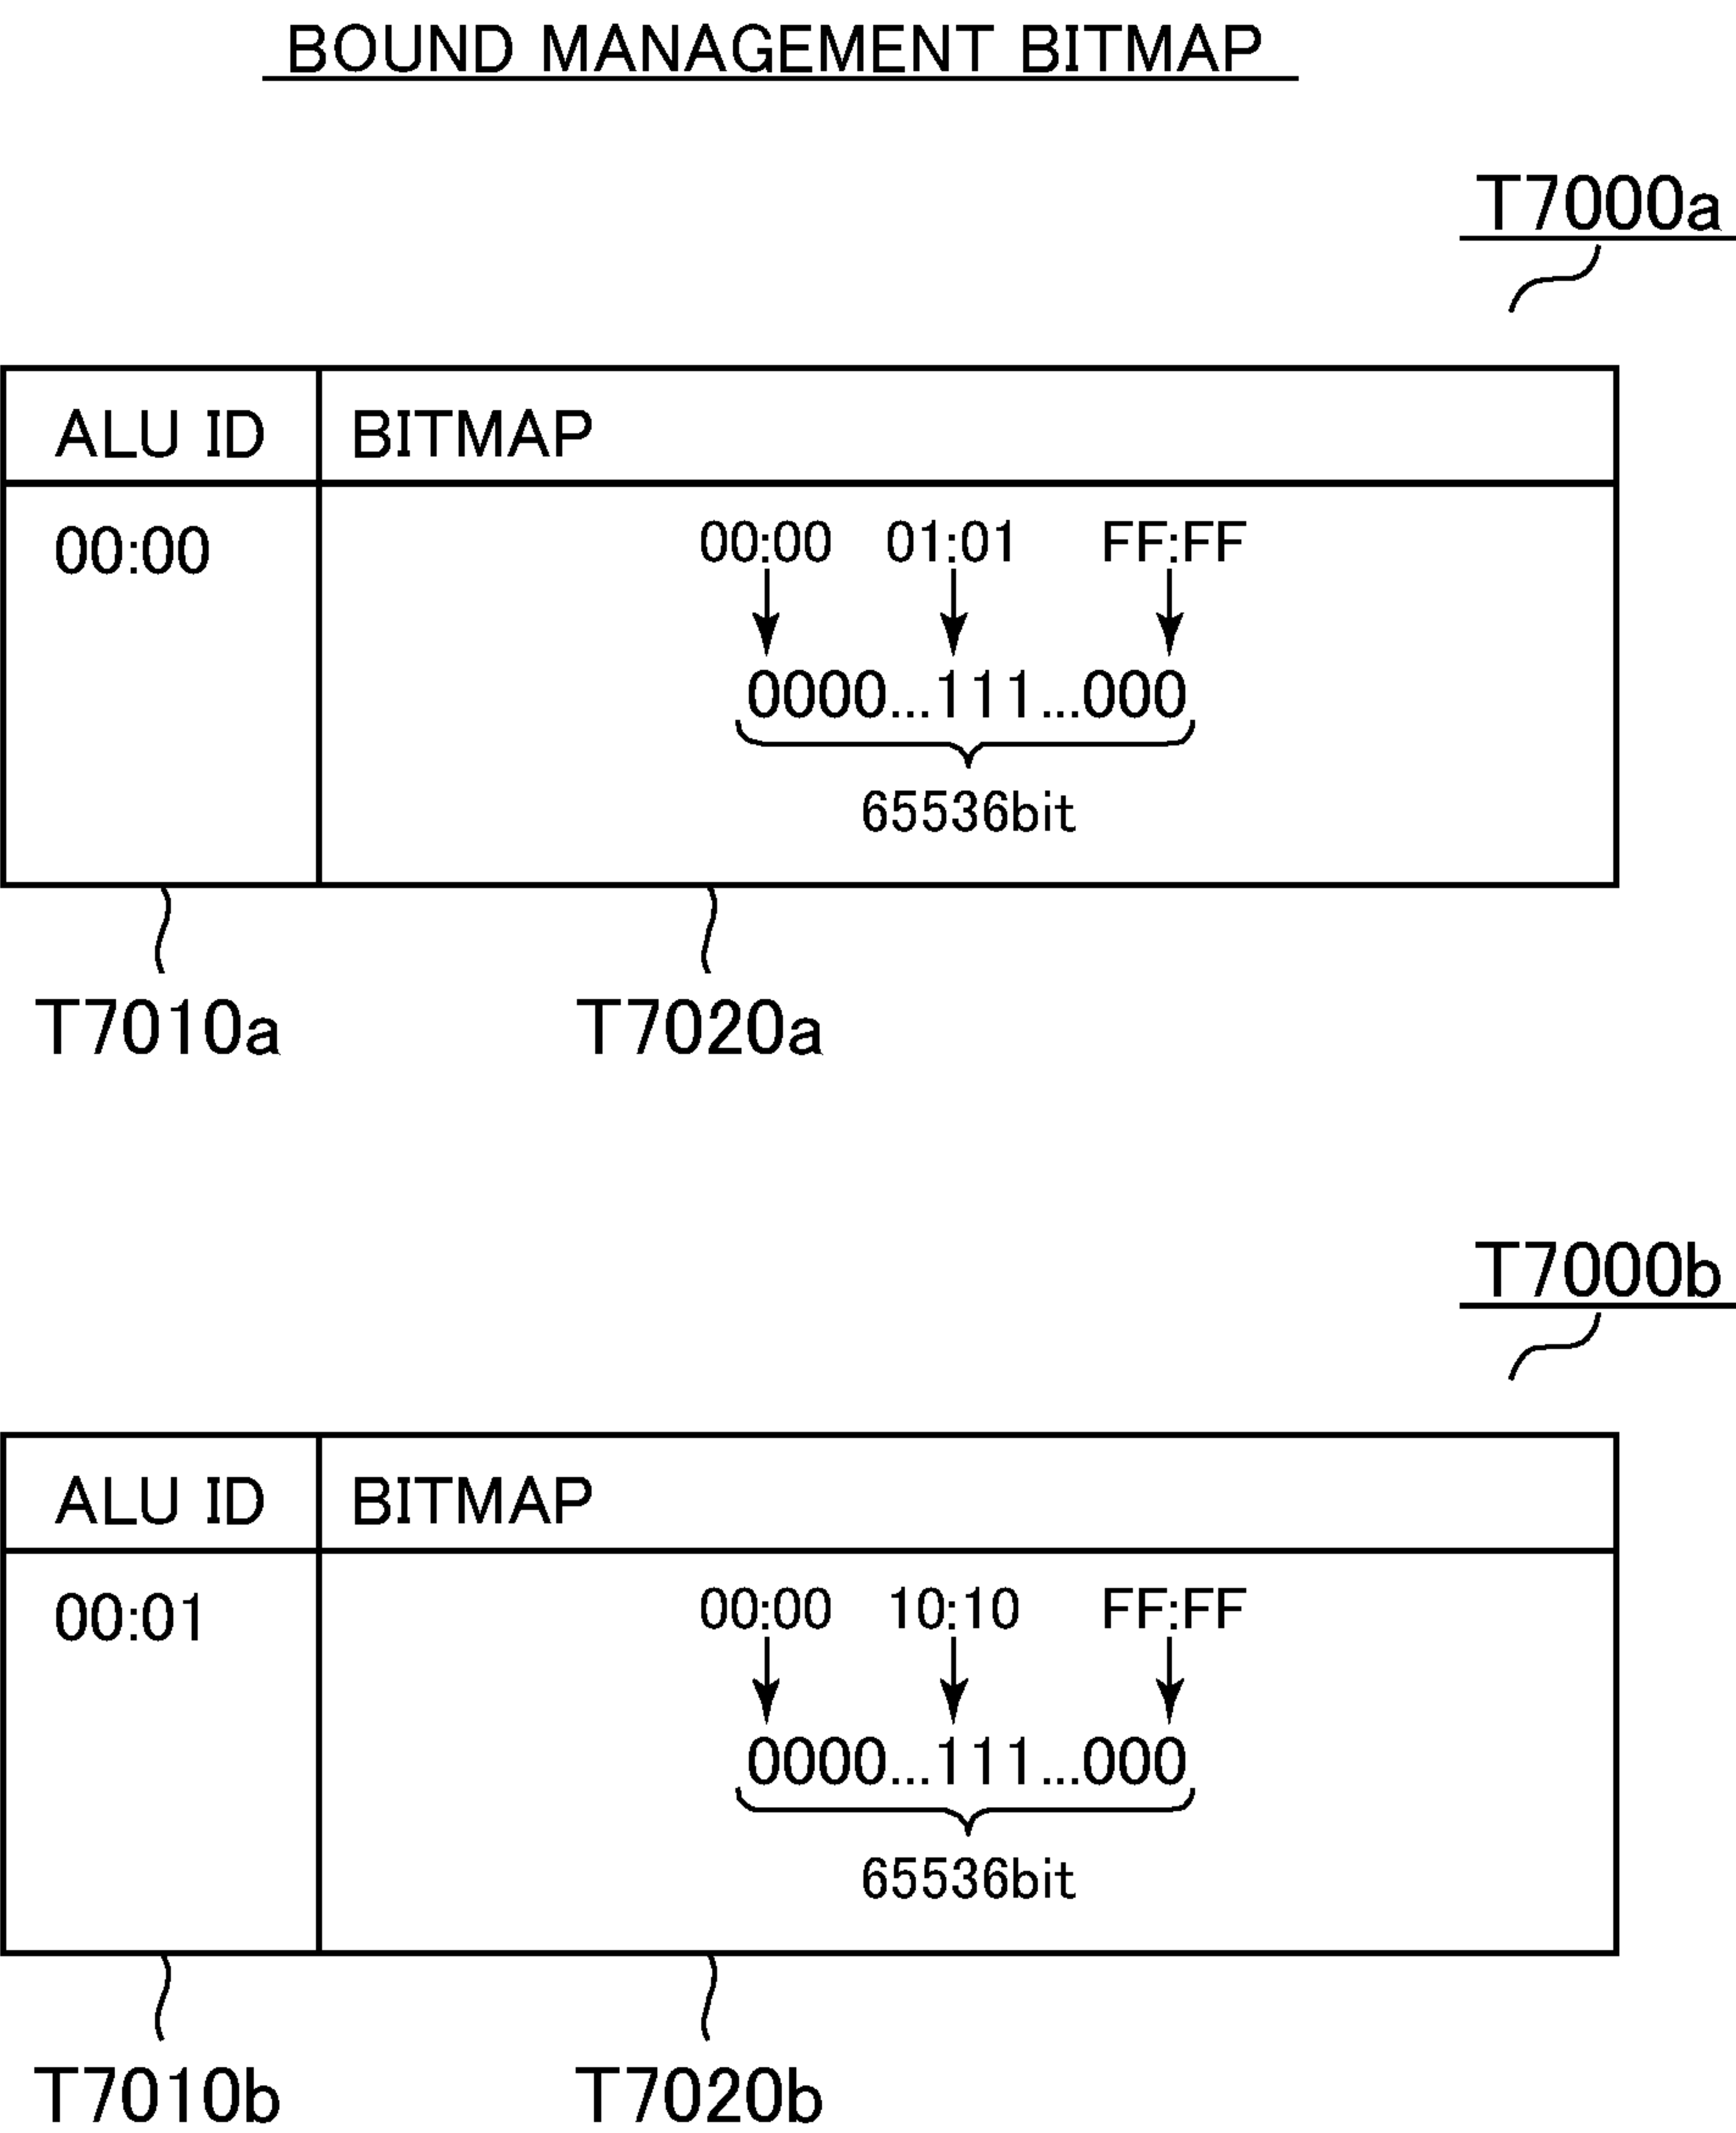 BOUND MANAGEMENT BITMAP
T7000a
ALU ID BITMAP
00:00 00:00 01:01 FF:FF
0000...111...000
65536bit
T7010a T7020a
T7000b
ALU ID BITMAP
00:01 00:00 10:10 FF:FF
0000...111...000
65536bit
T7010b T7020b